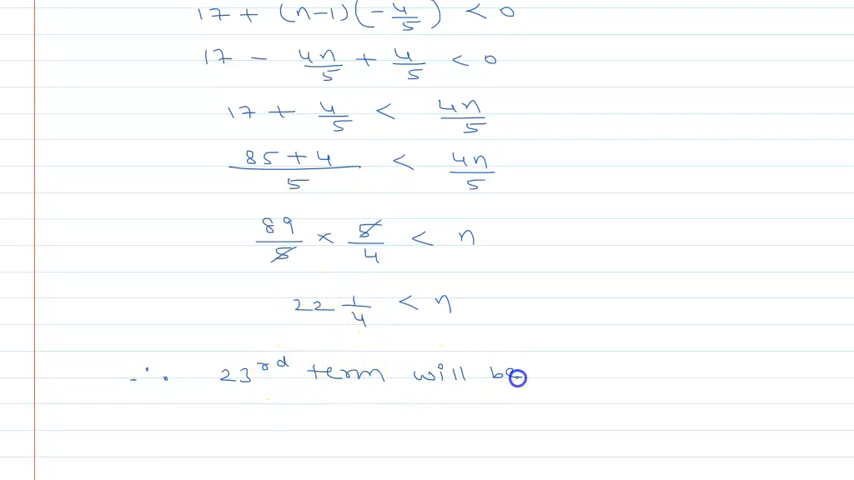 17 + (n-1)(-4/5) < 0
17 - 4n/5 + 4/5 < 0
17 + 4/5 < 4n/5
85+4/5 < 4n/5
89/5 × 5/4 < n
22 1/4 < n
∴ 23rd term will be